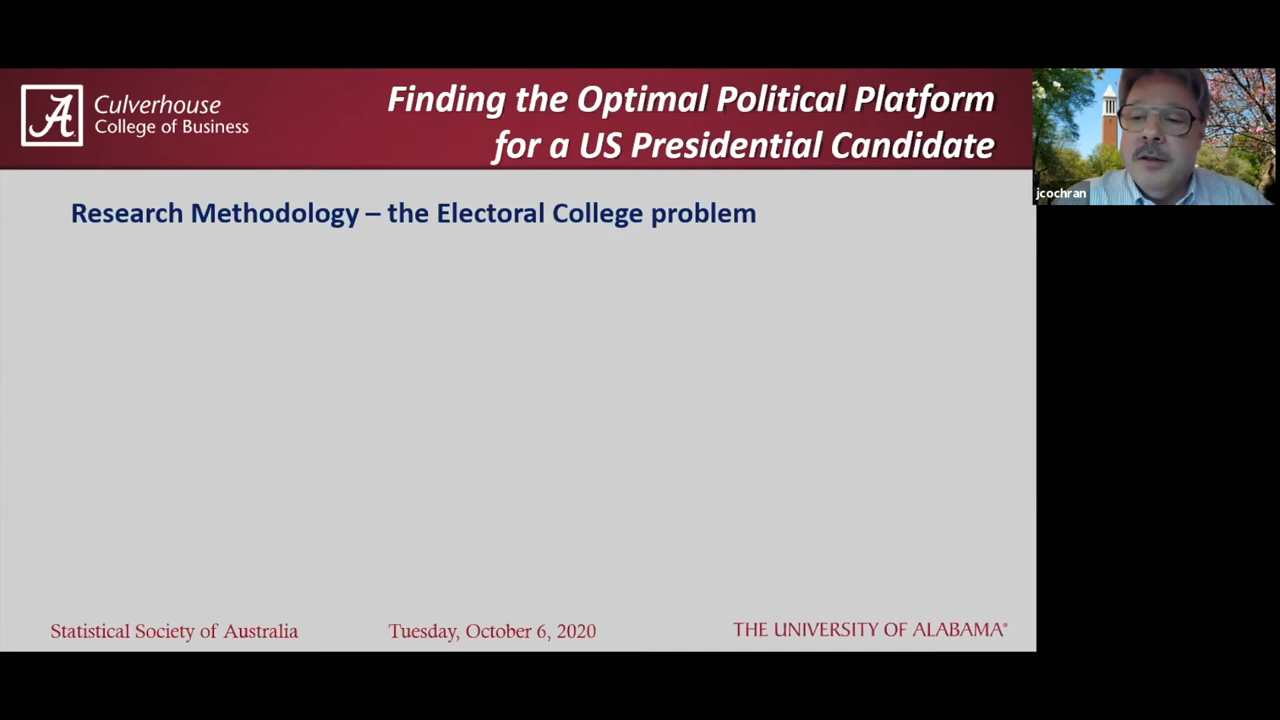 Culverhouse
College of Business
Finding the Optimal Political Platform
for a US Presidential Candidate
jcochran
Research Methodology – the Electoral College problem
Statistical Society of Australia
Tuesday, October 6, 2020
THE UNIVERSITY OF ALABAMA®